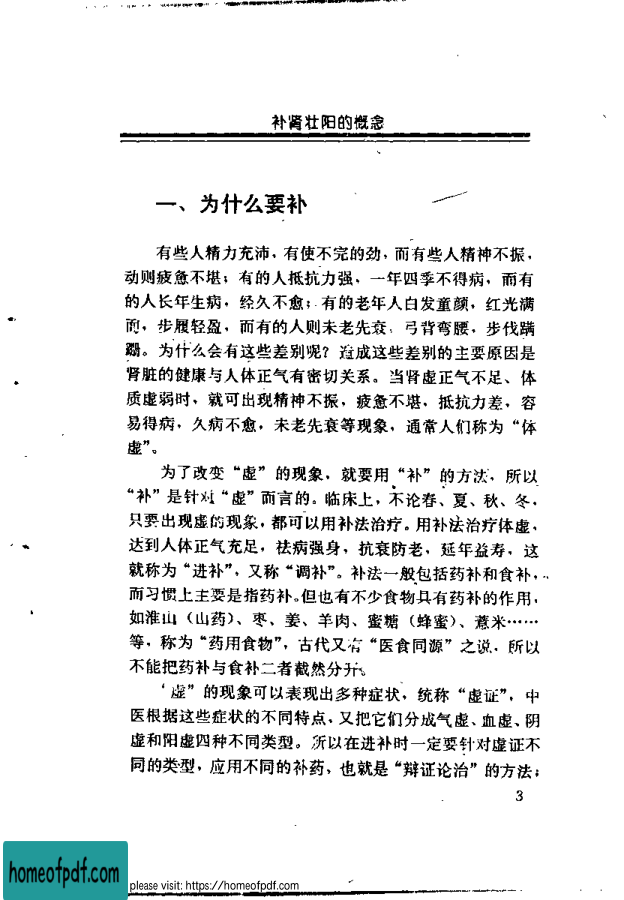 补肾壮阳的概念
一、为什么要补
有些人精力充沛，有使不完的劲，而有些人精神不振，
动则疲惫不堪；有的人抵抗力强，一年四季不得病，而有
的人长年生病，经久不愈；有的老年人白发童颜，红光满
面，步履轻盈，而有的人则未老先衰，弓背弯腰，步伐蹒
跚。为什么会有这些差别呢？造成这些差别的主要原因是
肾脏的健康与人体正气有密切关系。当肾虚正气不足、体
质虚弱时，就可出现精神不振，疲惫不堪，抵抗力差，容
易得病，久病不愈，未老先衰等现象，通常人们称为“体
虚”。
为了改变“虚”的现象，就要用“补”的方法，所以
“补”是针对“虚”而言的。临床上，不论春、夏、秋、冬，
只要出现虚的现象，都可以用补法治疗。用补法治疗体虚，
达到人体正气充足，祛病强身，抗衰防老，延年益寿，这
就称为“进补”，又称“调补”。补法一般包括药补和食补，
而习惯上主要是指药补。但也有不少食物具有药补的作用，
如淮山（山药）、枣、姜、羊肉、蜜糖（蜂蜜）、薏米……
等，称为“药用食物”，古代又有“医食同源”之说，所以
不能把药补与食补二者截然分开。
“虚”的现象可以表现出多种症状，统称“虚证”，中
医根据这些症状的不同特点，又把它们分成气虚、血虚、阴
虚和阳虚四种不同类型。所以在进补时一定要针对虚证不
同的类型，应用不同的补药，也就是“辩证论治”的方法；
3
homeofpdf.com
please visit: https://homeofpdf.com